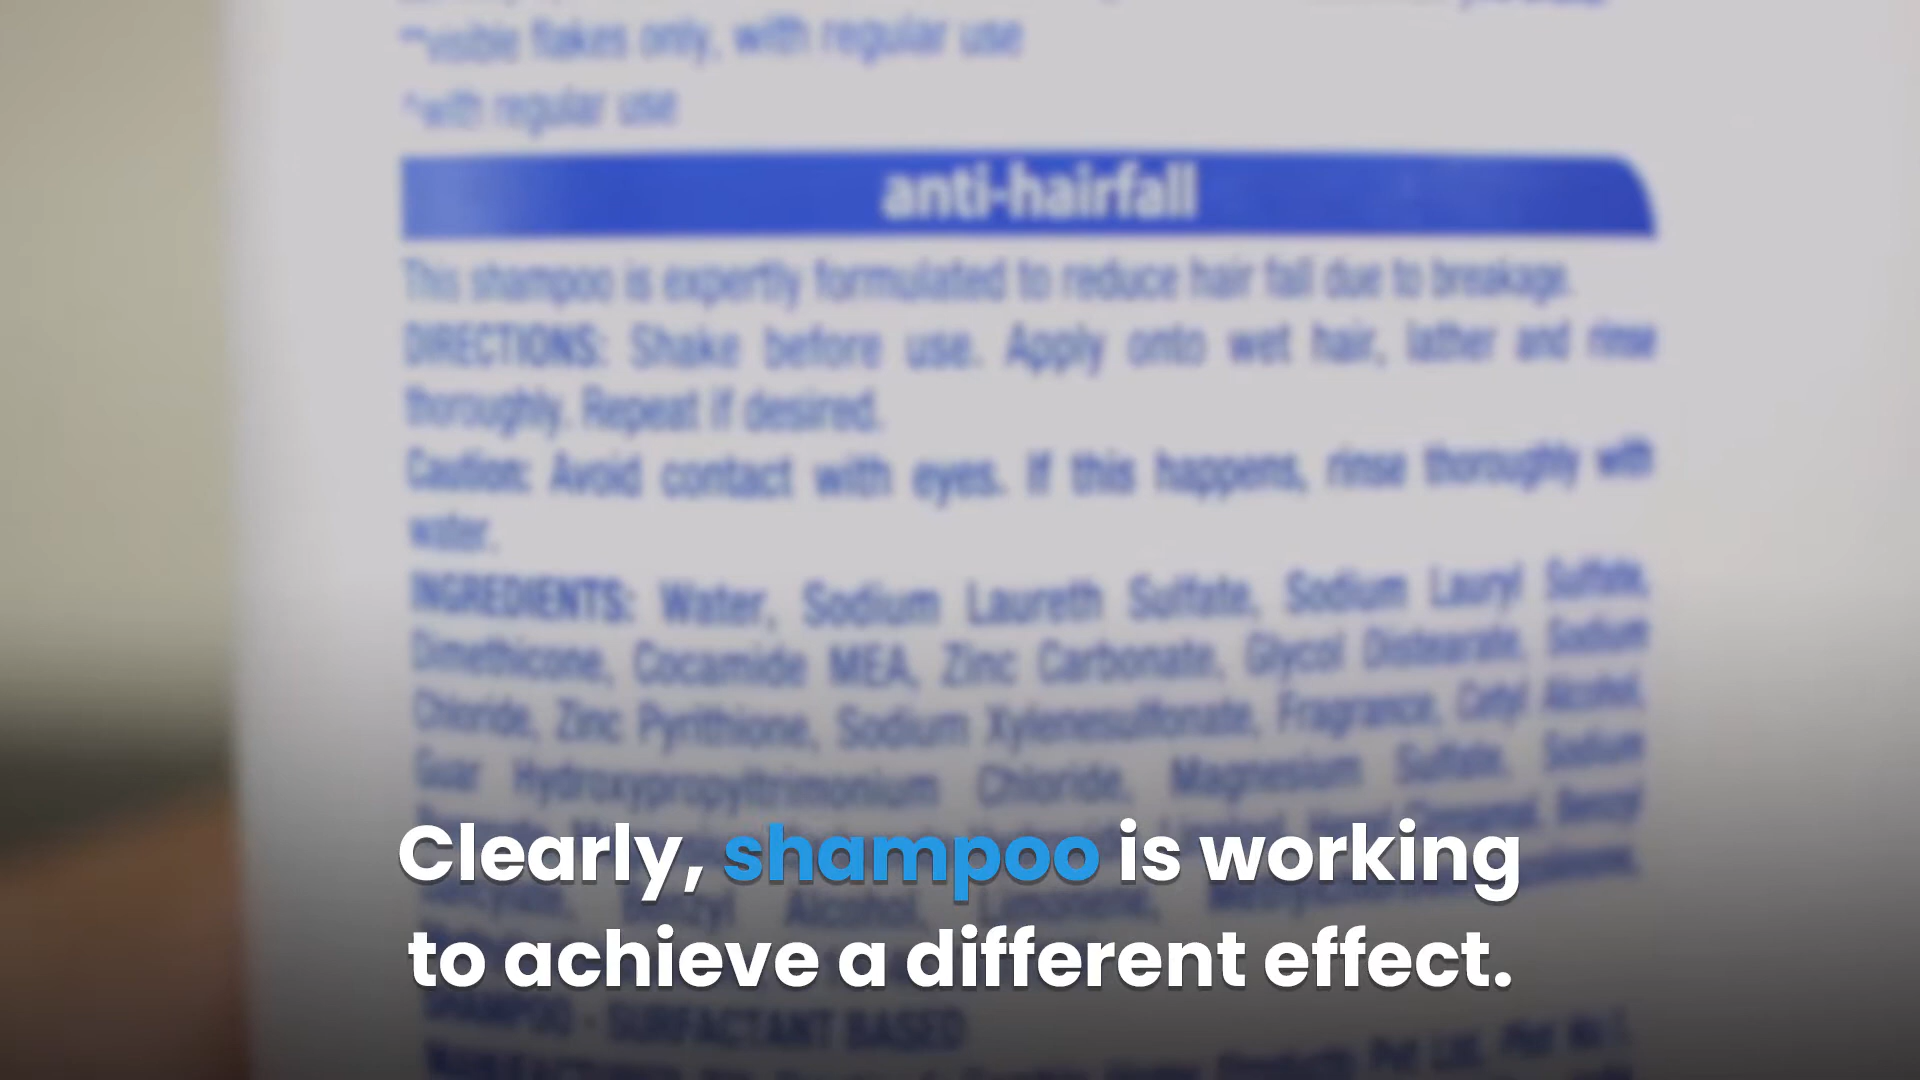 **visible flakes only, with regular use
^with regular use
anti-hairfall
This shampoo is expertly formulated to reduce hair fall due to breakage.
DIRECTIONS: Shake before use. Apply onto wet hair, lather and rinse
thoroughly. Repeat if desired.
Caution: Avoid contact with eyes. If this happens, rinse thoroughly with
water.
INGREDIENTS: Water, Sodium Laureth Sulfate, Sodium Lauryl Sulfate,
Dimethicone, Cocamide MEA, Zinc Carbonate, Glycol Distearate, Sodium
Chloride, Zinc Pyrithione, Sodium Xylenesulfonate, Fragrance, Cetyl Alcohol,
Guar Hydroxypropyltrimonium Chloride, Magnesium Sulfate, Sodium
Benzyl
Clearly, shampoo is working
Alcohol, Limonene,
to achieve a different effect.
SHAMPOO - SURFACTANT BASED
Products Pvt Ltd.